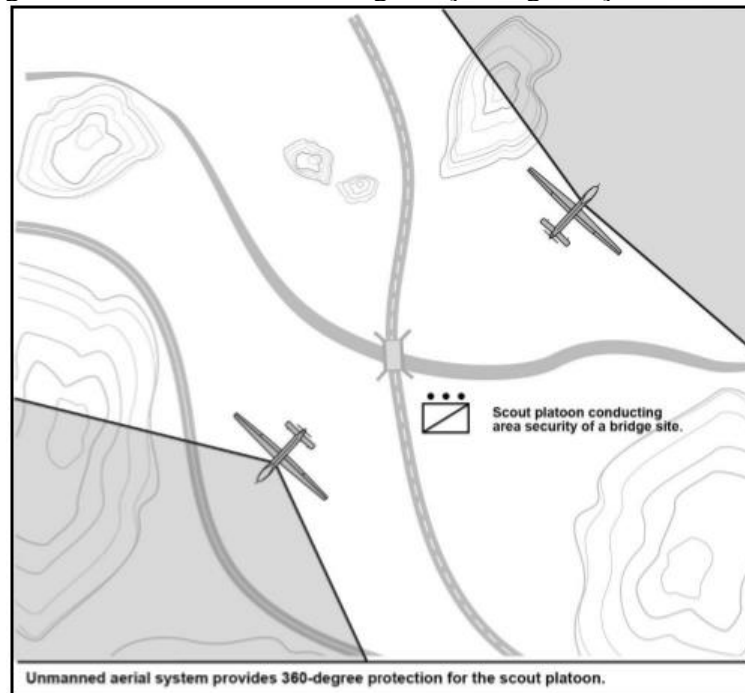 Scout platoon conducting
area security of a bridge site.
Unmanned aerial system provides 360-degree protection for the scout platoon.